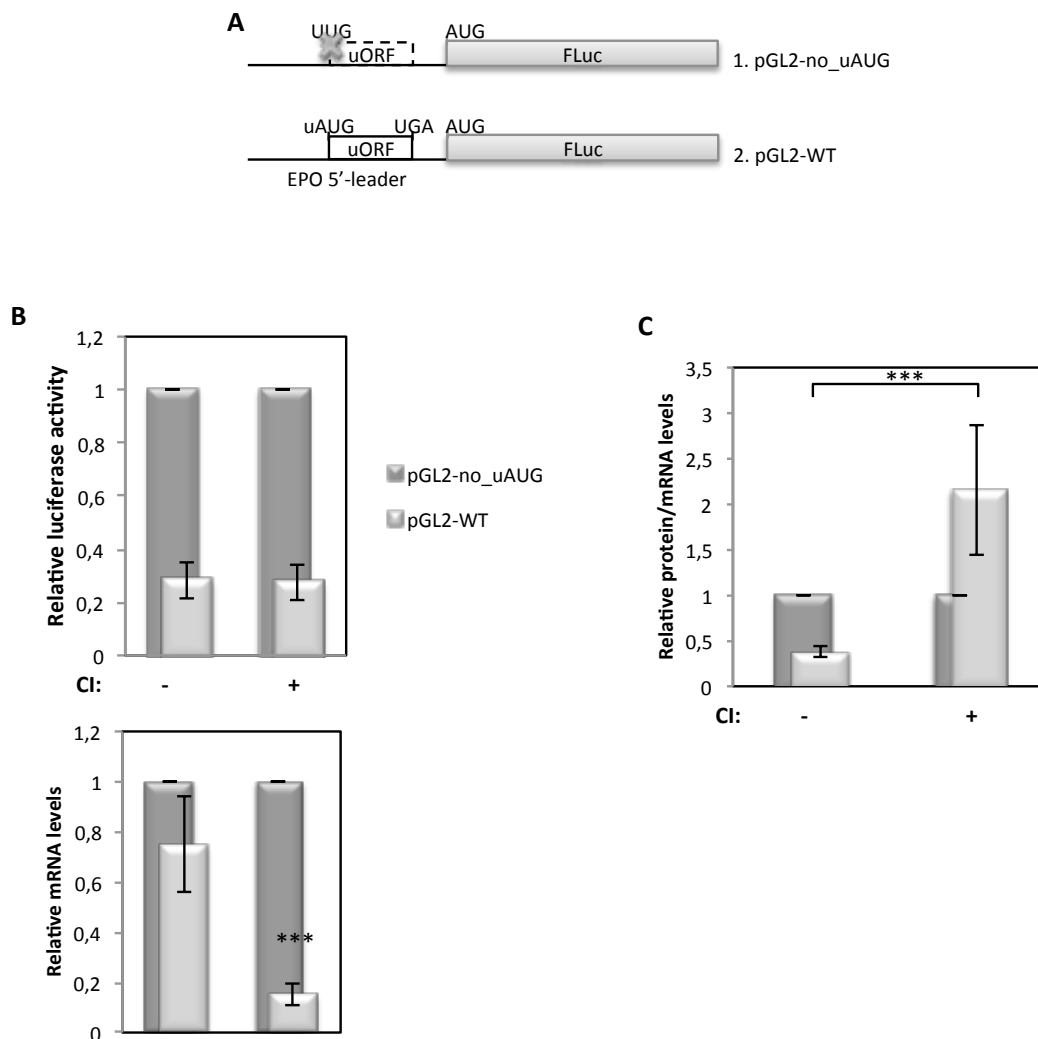 A
UUG AUG
uORF FLuc 1. pGL2-no_uAUG
uAUG UGA AUG
uORF FLuc 2. pGL2-WT
EPO 5’-leader
B
Relative luciferase activity
1,2
1
0,8
0,6
0,4
0,2
0
CI: - +
pGL2-no_uAUG
pGL2-WT
Relative mRNA levels
1,2
1
0,8
0,6
0,4
0,2
0
***
C
Relative protein/mRNA levels
3,5
3
2,5
2
1,5
1
0,5
0
***
CI: - +